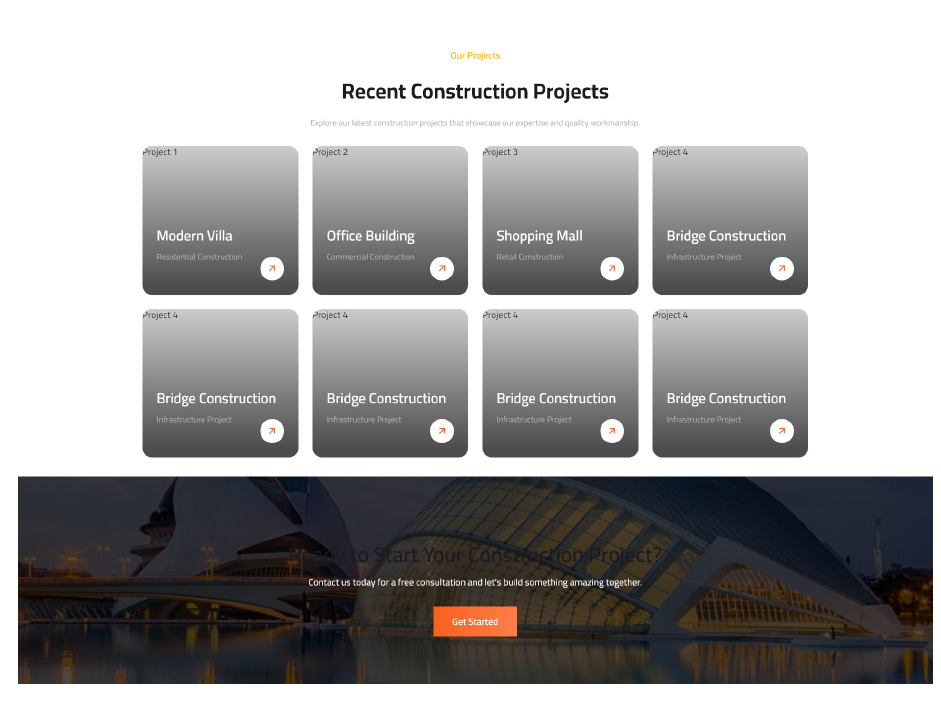 Our Projects
Recent Construction Projects
Explore our latest construction projects that showcase our expertise and quality workmanship.
Project 1
Modern Villa
Residential Construction
Project 2
Office Building
Commercial Construction
Project 3
Shopping Mall
Retail Construction
Project 4
Bridge Construction
Infrastructure Project
Project 4
Bridge Construction
Infrastructure Project
Project 4
Bridge Construction
Infrastructure Project
Project 4
Bridge Construction
Infrastructure Project
Project 4
Bridge Construction
Infrastructure Project
Ready to Start Your Construction Project?
Contact us today for a free consultation and let's build something amazing together.
Get Started